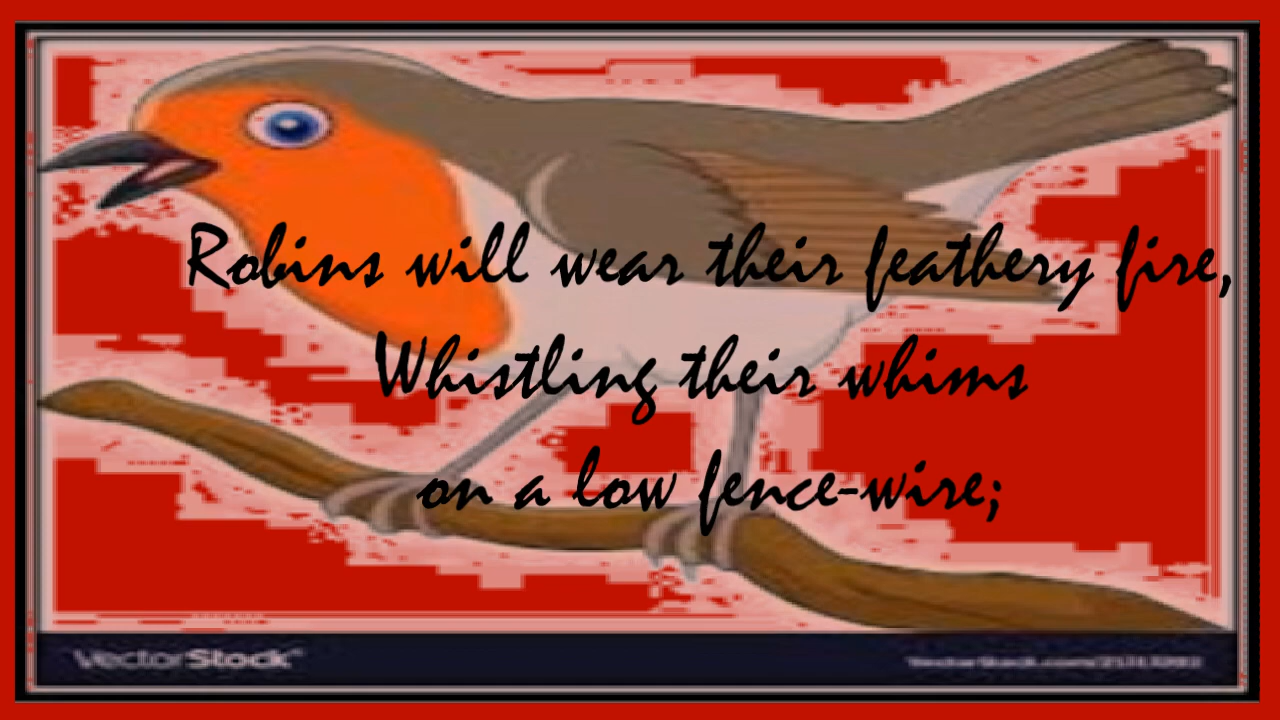 Robins will wear their feathery fire,
Whistling their whims
on a low fence-wire;
VectorStock